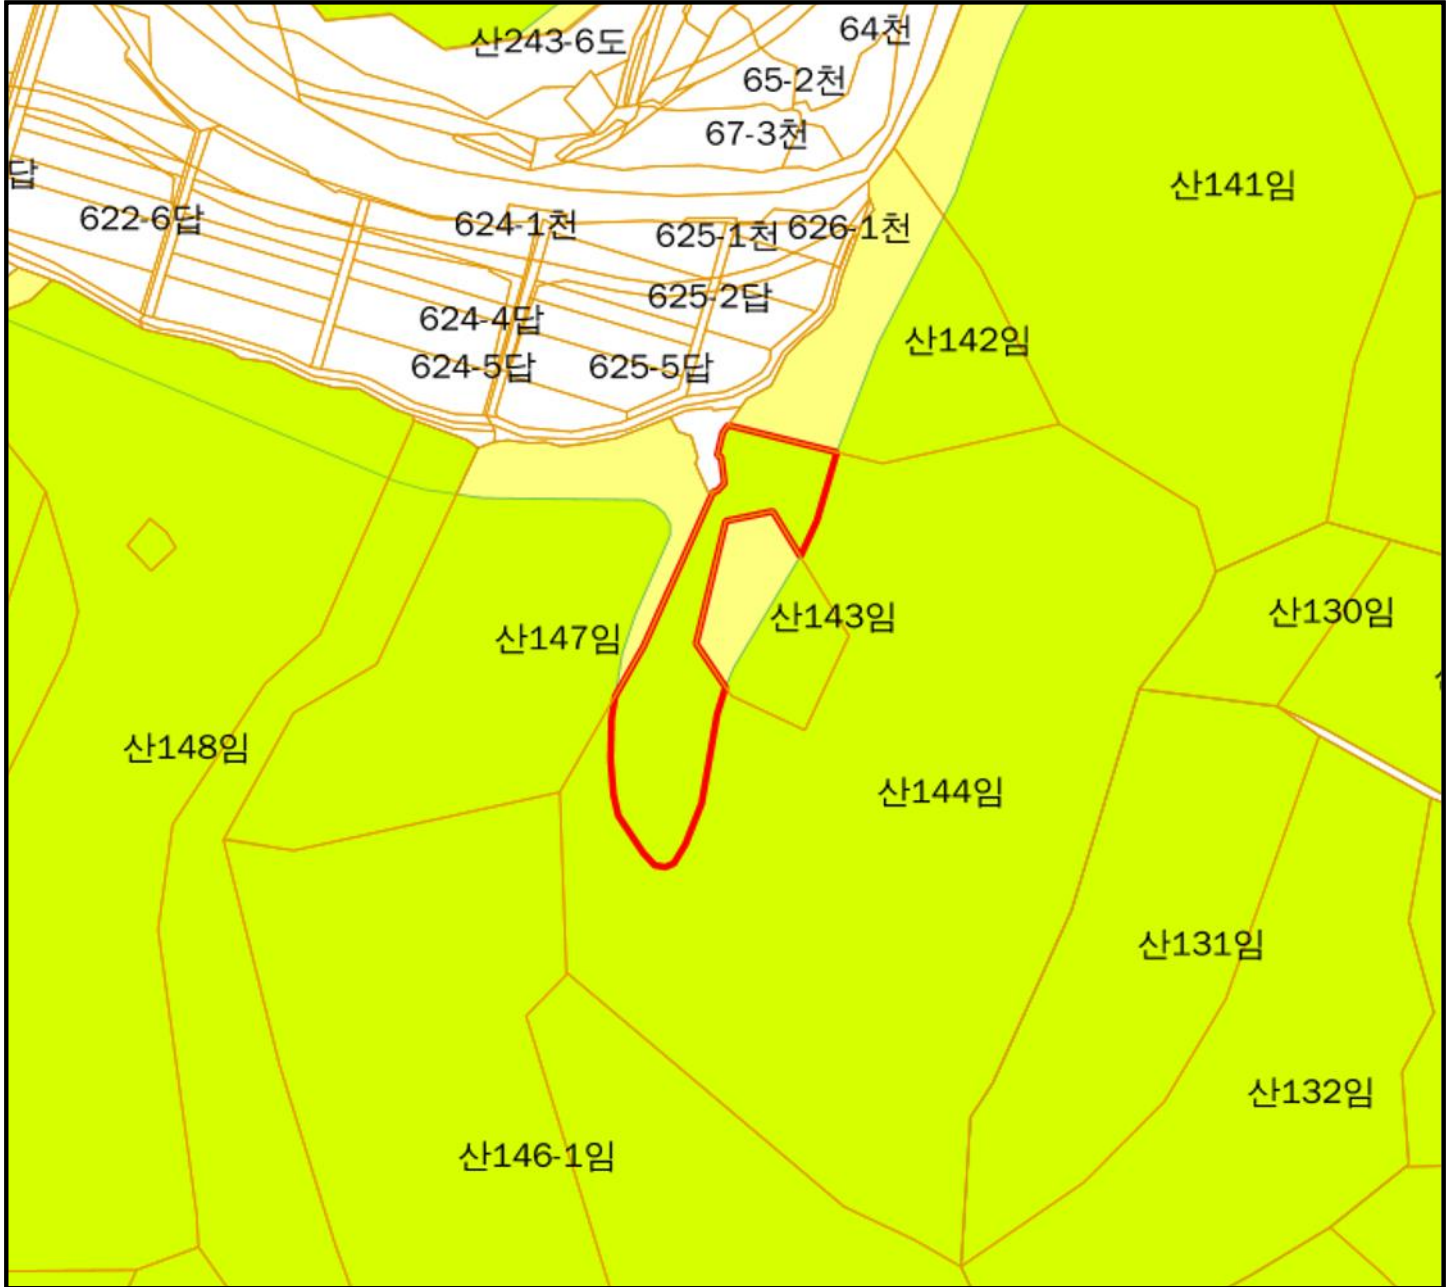 산243-6도
64천
65-2천
67-3천
답
산141임
622-6답
624-1천
625-1천
626-1천
625-2답
624-4답
산142임
624-5답
625-5답
산143임
산130임
산147임
산148임
산144임
산131임
산132임
산146-1임